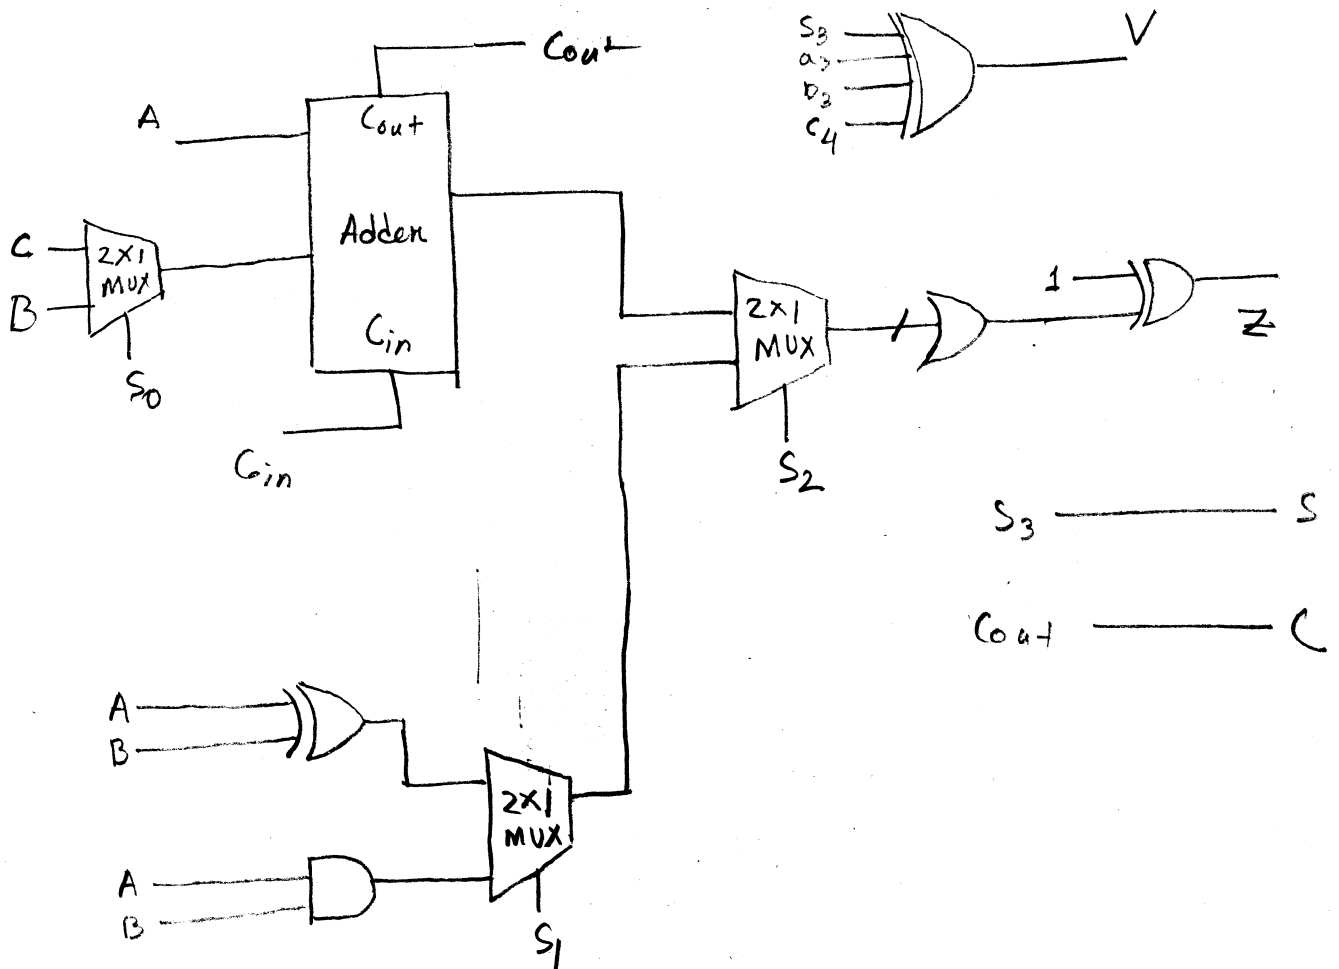 Cout
S3
a3
b3
C4
V
A
Cout
C
B
2X1
MUX
S0
Adder
Cin
Cin
2X1
MUX
S2
1
Z
S3
S
Cout
C
A
B
2X1
MUX
A
B
S1